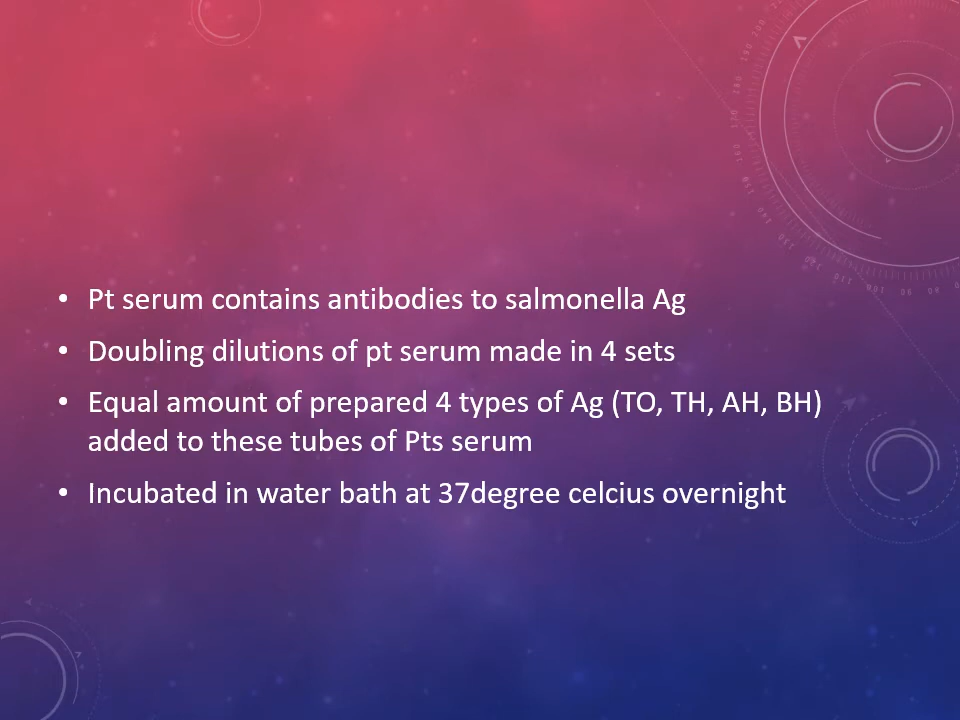 • Pt serum contains antibodies to salmonella Ag
• Doubling dilutions of pt serum made in 4 sets
• Equal amount of prepared 4 types of Ag (TO, TH, AH, BH)
added to these tubes of Pts serum
• Incubated in water bath at 37degree celcius overnight